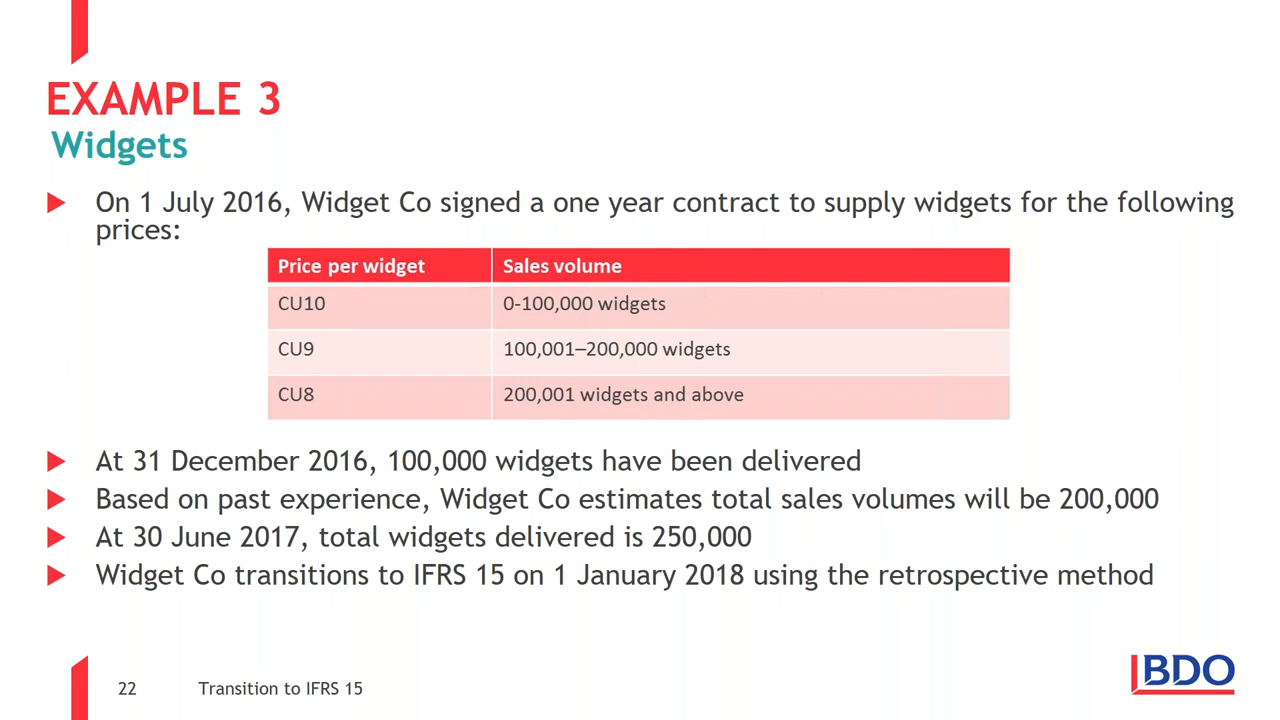 EXAMPLE 3
Widgets
On 1 July 2016, Widget Co signed a one year contract to supply widgets for the following
prices:
Price per widget Sales volume
CU10 0-100,000 widgets
CU9 100,001–200,000 widgets
CU8 200,001 widgets and above
At 31 December 2016, 100,000 widgets have been delivered
Based on past experience, Widget Co estimates total sales volumes will be 200,000
At 30 June 2017, total widgets delivered is 250,000
Widget Co transitions to IFRS 15 on 1 January 2018 using the retrospective method
22 Transition to IFRS 15
BDO